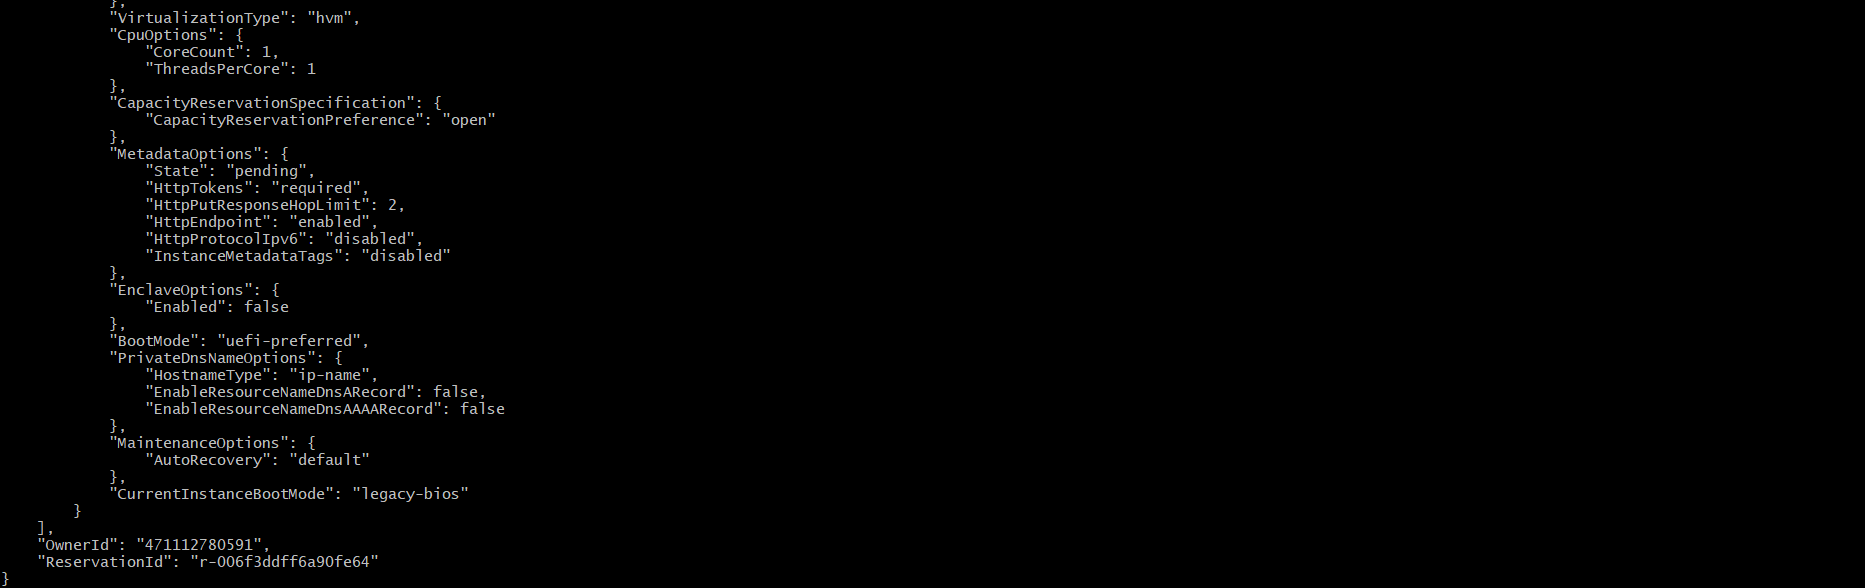 },
"VirtualizationType": "hvm",
"CpuOptions": {
"CoreCount": 1,
"ThreadsPerCore": 1
},
"CapacityReservationSpecification": {
"CapacityReservationPreference": "open"
},
"MetadataOptions": {
"State": "pending",
"HttpTokens": "required",
"HttpPutResponseHopLimit": 2,
"HttpEndpoint": "enabled",
"HttpProtocolIpv6": "disabled",
"InstanceMetadataTags": "disabled"
},
"EnclaveOptions": {
"Enabled": false
},
"BootMode": "uefi-preferred",
"PrivateDnsNameOptions": {
"HostnameType": "ip-name",
"EnableResourceNameDnsARecord": false,
"EnableResourceNameDnsAAAARecord": false
},
"MaintenanceOptions": {
"AutoRecovery": "default"
},
"CurrentInstanceBootMode": "legacy-bios"
}
],
"OwnerId": "471112780591",
"ReservationId": "r-006f3ddff6a90fe64"
}